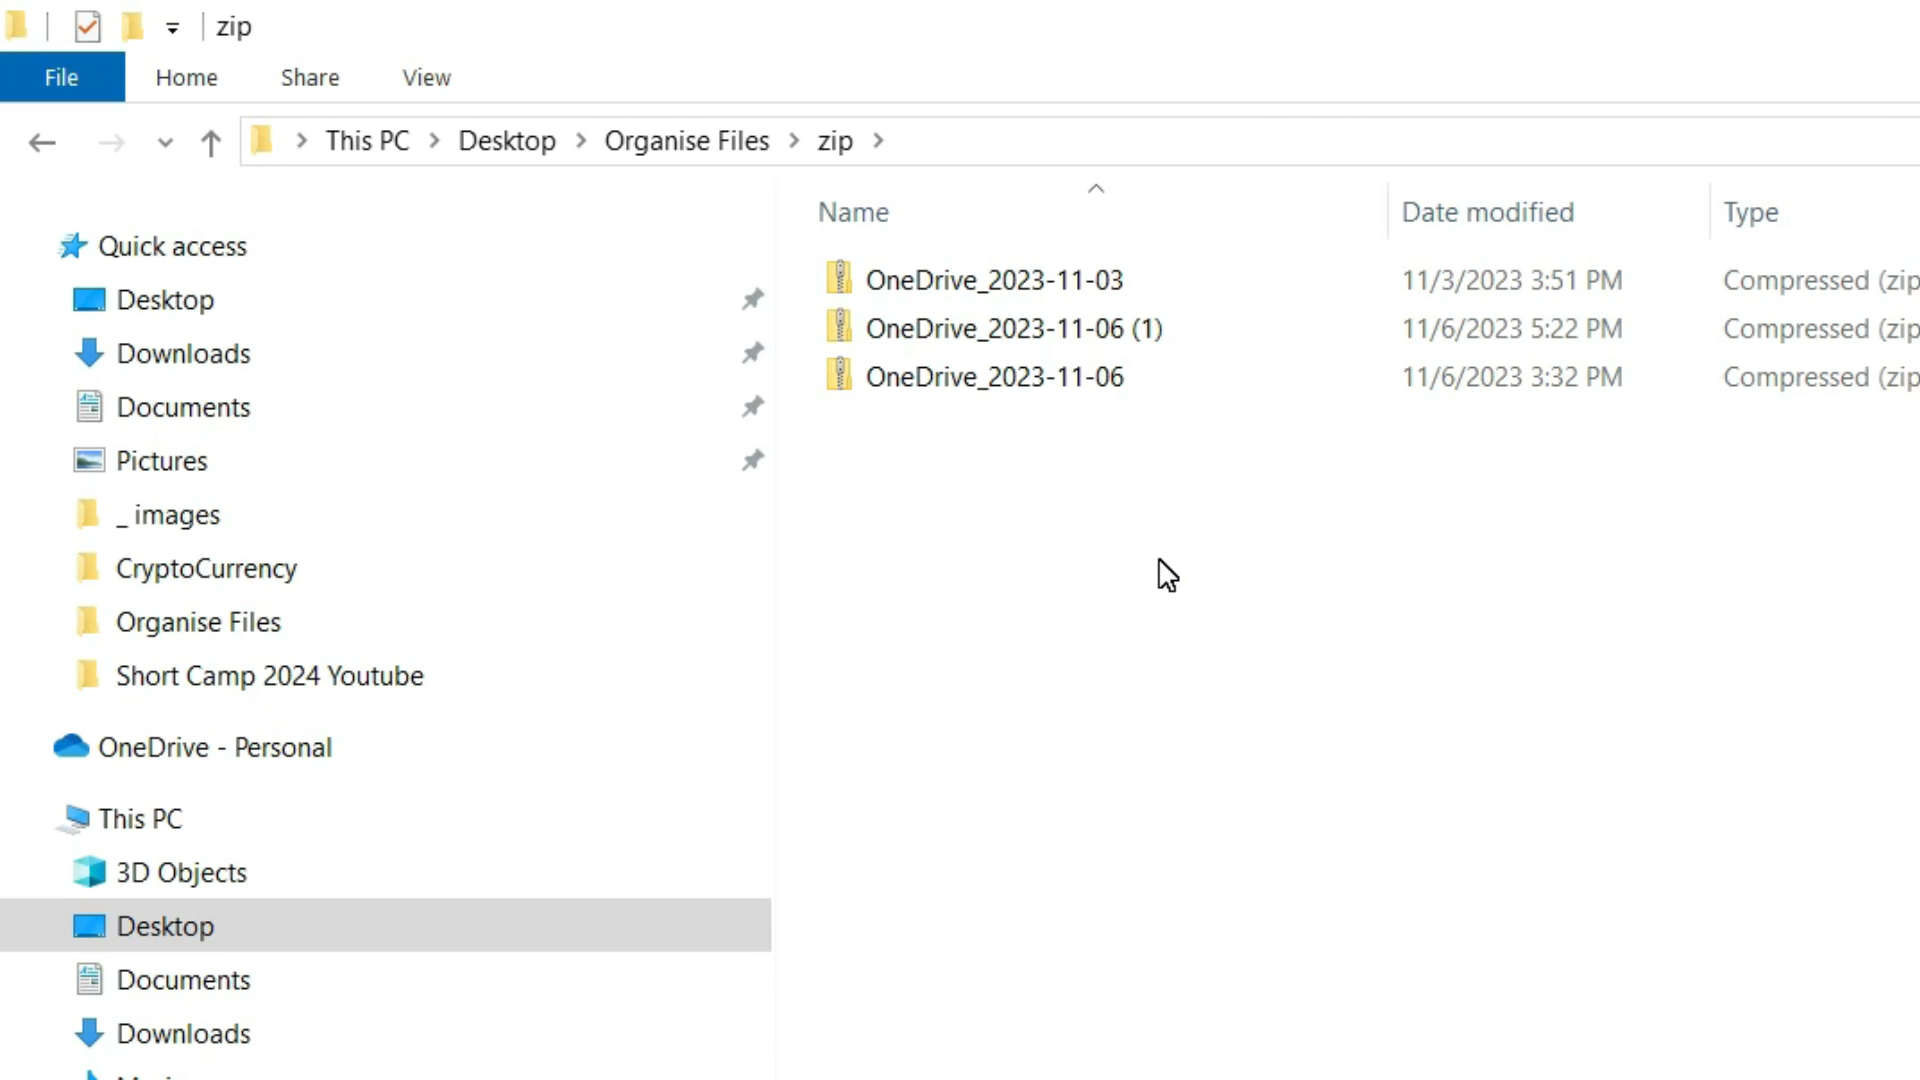 zip
File Home Share View
This PC Desktop Organise Files zip
Name Date modified Type
OneDrive_2023-11-03 11/3/2023 3:51 PM Compressed (zip
OneDrive_2023-11-06 (1) 11/6/2023 5:22 PM Compressed (zip
OneDrive_2023-11-06 11/6/2023 3:32 PM Compressed (zip
Quick access
Desktop
Downloads
Documents
Pictures
_ images
CryptoCurrency
Organise Files
Short Camp 2024 Youtube
OneDrive - Personal
This PC
3D Objects
Desktop
Documents
Downloads